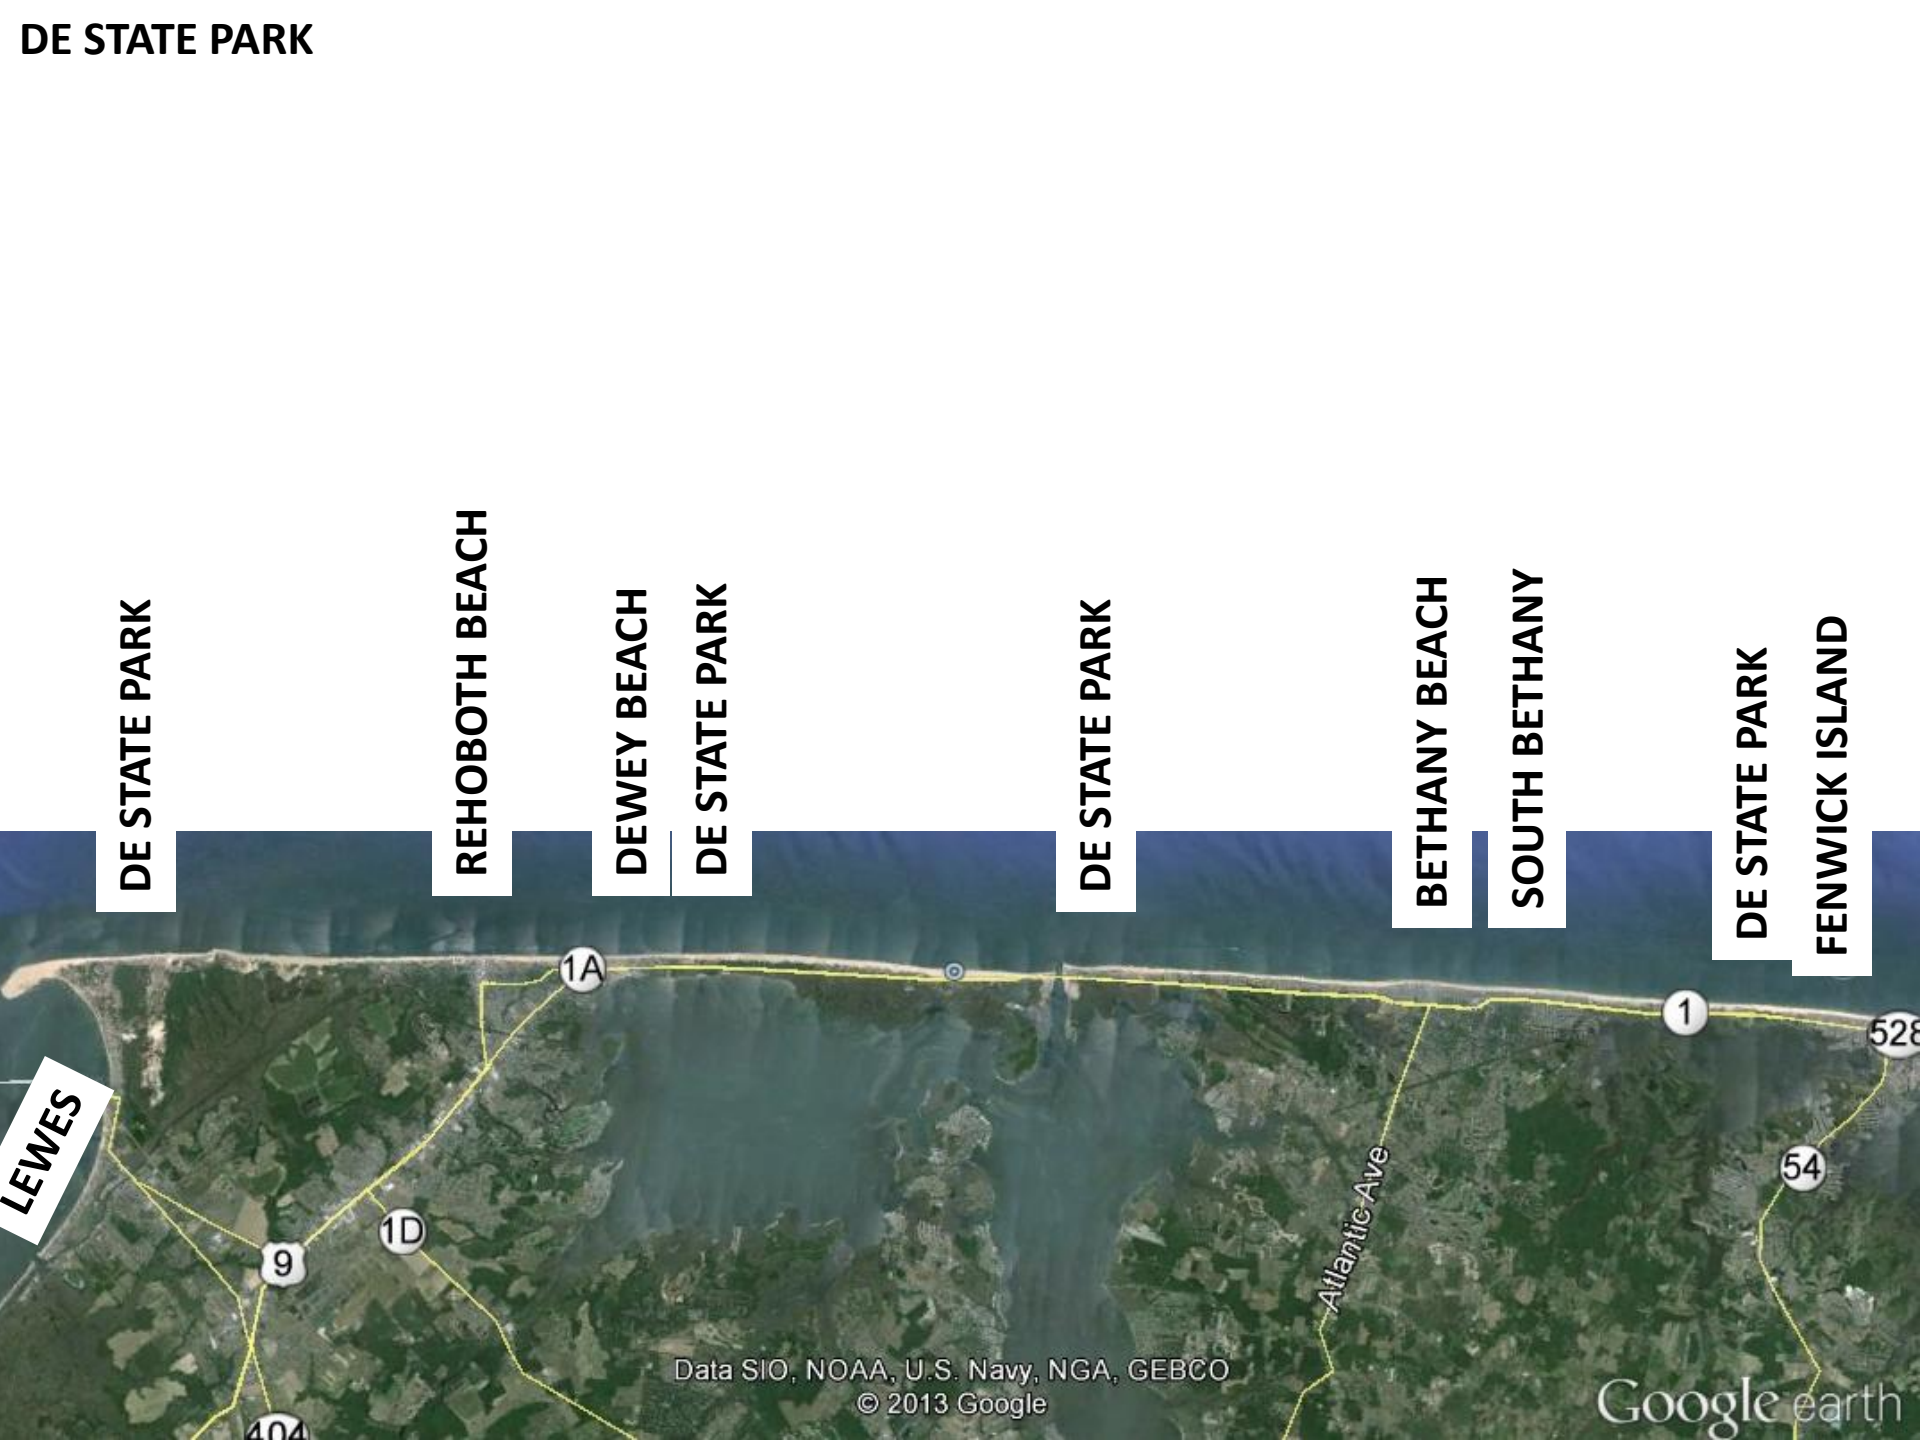 DE STATE PARK
DE STATE PARK
REHOBOTH BEACH
DEWEY BEACH
DE STATE PARK
DE STATE PARK
BETHANY BEACH
SOUTH BETHANY
DE STATE PARK
FENWICK ISLAND
1A
1
528
LEWES
54
Atlantic Ave
1D
9
404
Data SIO, NOAA, U.S. Navy, NGA, GEBCO
© 2013 Google
Google earth